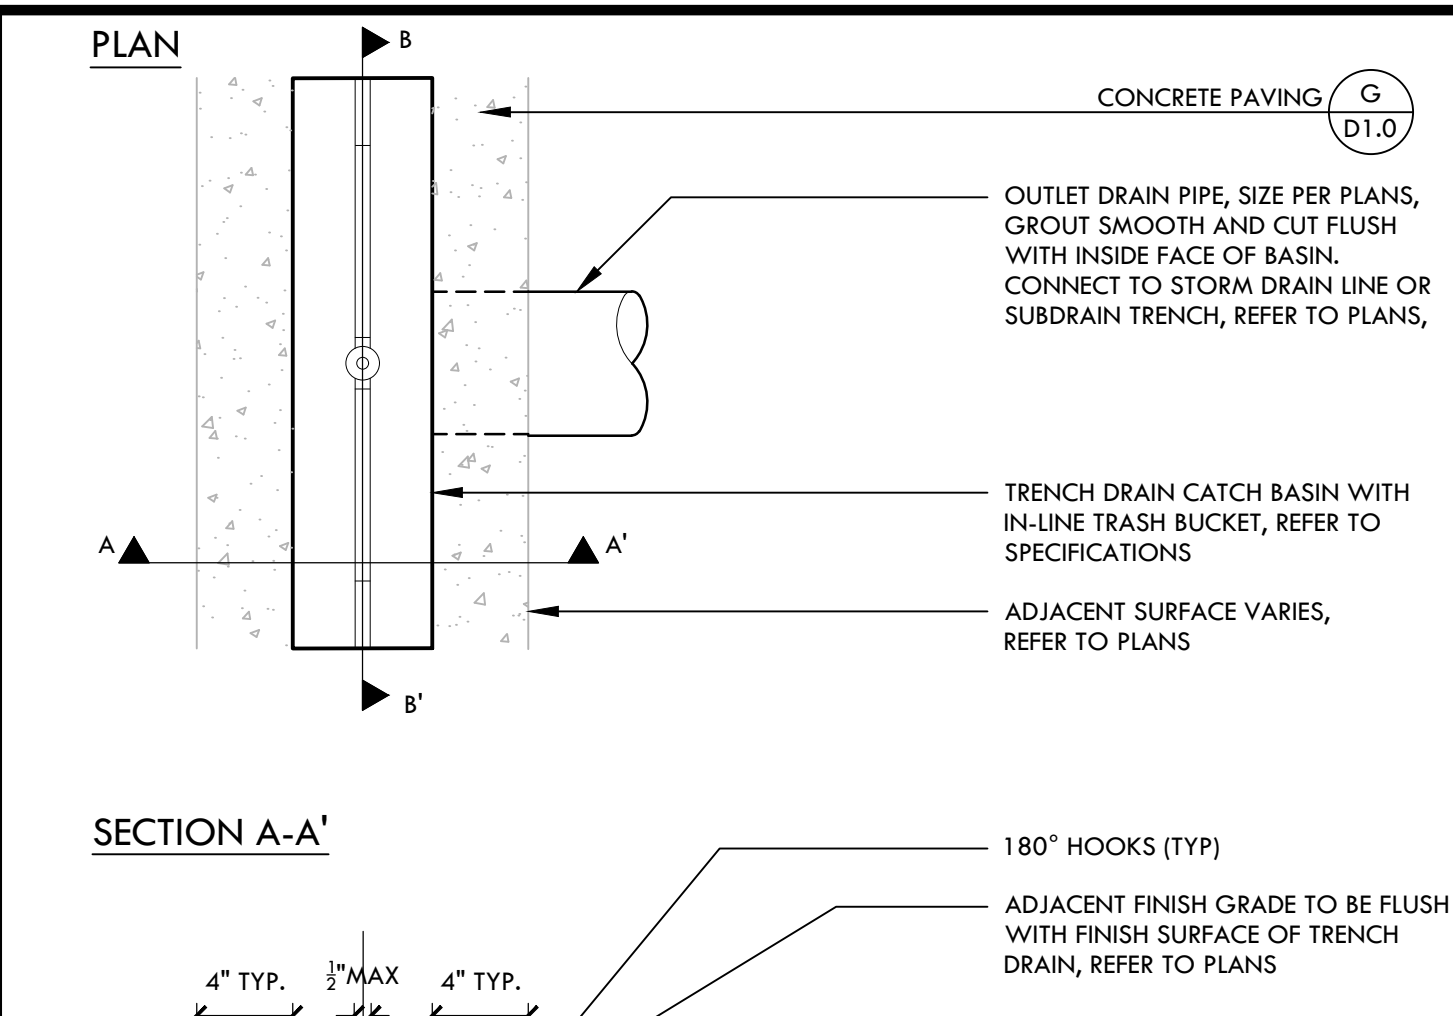 PLAN
B
CONCRETE PAVING
G
D1.0
OUTLET DRAIN PIPE, SIZE PER PLANS,
GROUT SMOOTH AND CUT FLUSH
WITH INSIDE FACE OF BASIN.
CONNECT TO STORM DRAIN LINE OR
SUBDRAIN TRENCH, REFER TO PLANS,
TRENCH DRAIN CATCH BASIN WITH
IN-LINE TRASH BUCKET, REFER TO
SPECIFICATIONS
A
A'
ADJACENT SURFACE VARIES,
REFER TO PLANS
B'
SECTION A-A'
180° HOOKS (TYP)
ADJACENT FINISH GRADE TO BE FLUSH
WITH FINISH SURFACE OF TRENCH
DRAIN, REFER TO PLANS
4" TYP.
½"MAX
4" TYP.